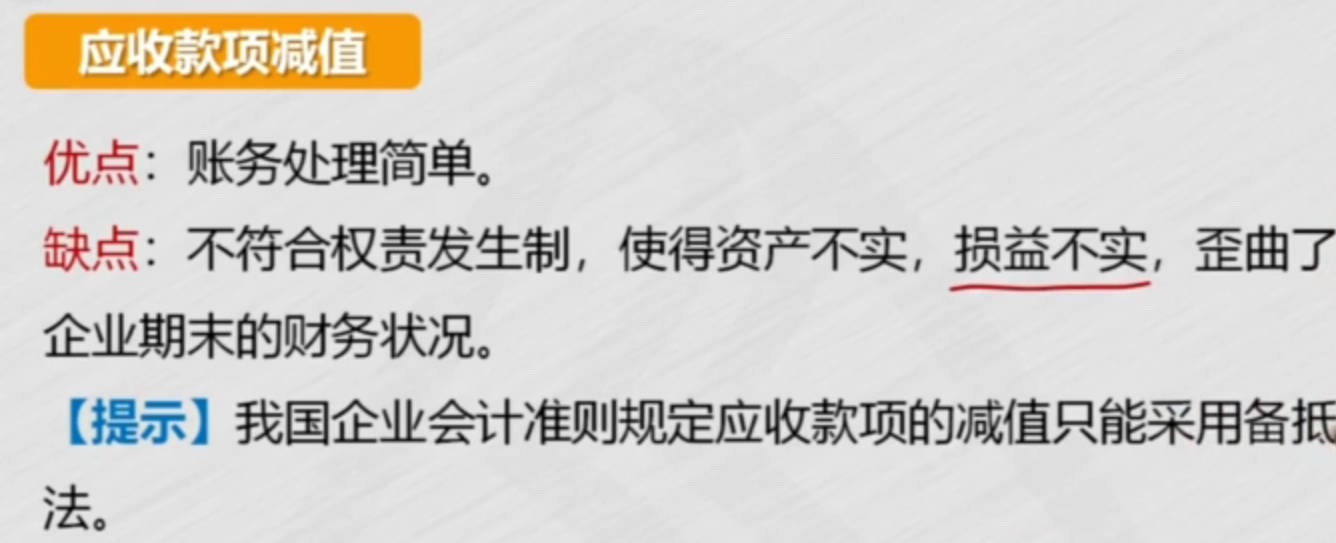 应收款项减值
优点：账务处理简单。
缺点：不符合权责发生制，使得资产不实，损益不实，歪曲了
企业期末的财务状况。
【提示】我国企业会计准则规定应收款项的减值只能采用备抵
法。